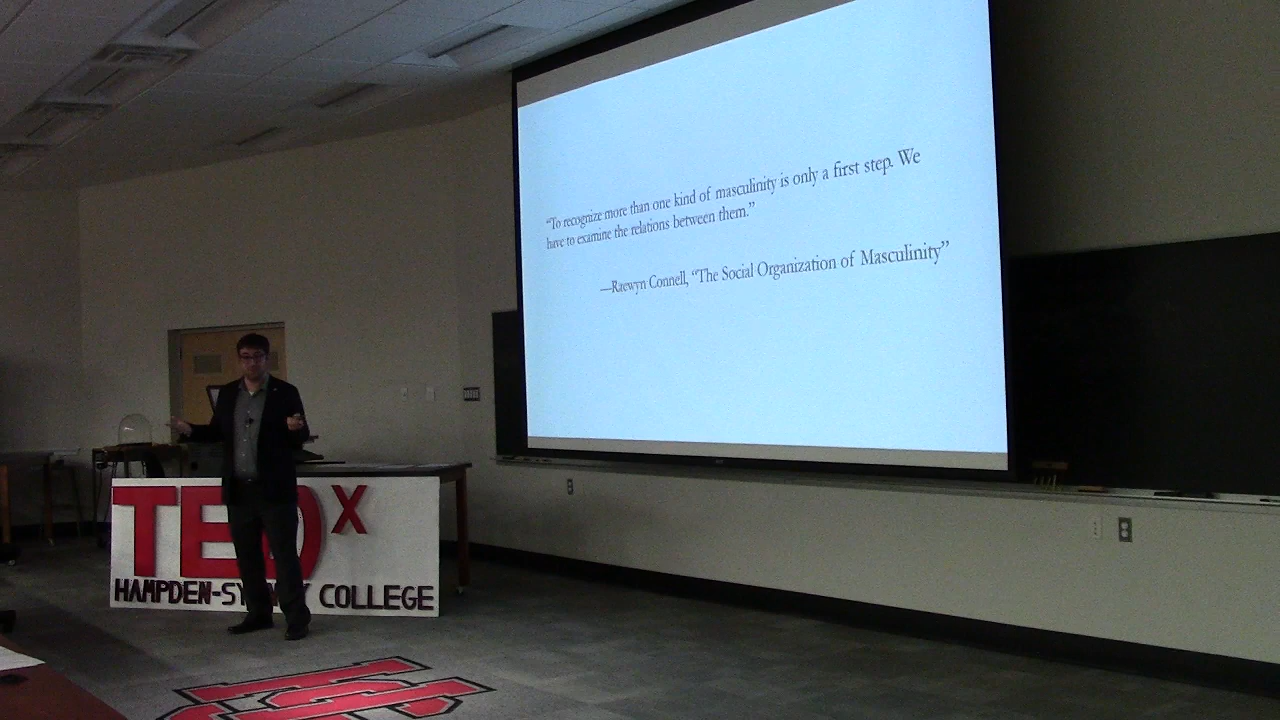 “To recognize more than one kind of masculinity is only a first step. We
have to examine the relations between them.”
—Raewyn Connell, “The Social Organization of Masculinity”
TEDX
HAMPDEN-SYDNEY COLLEGE